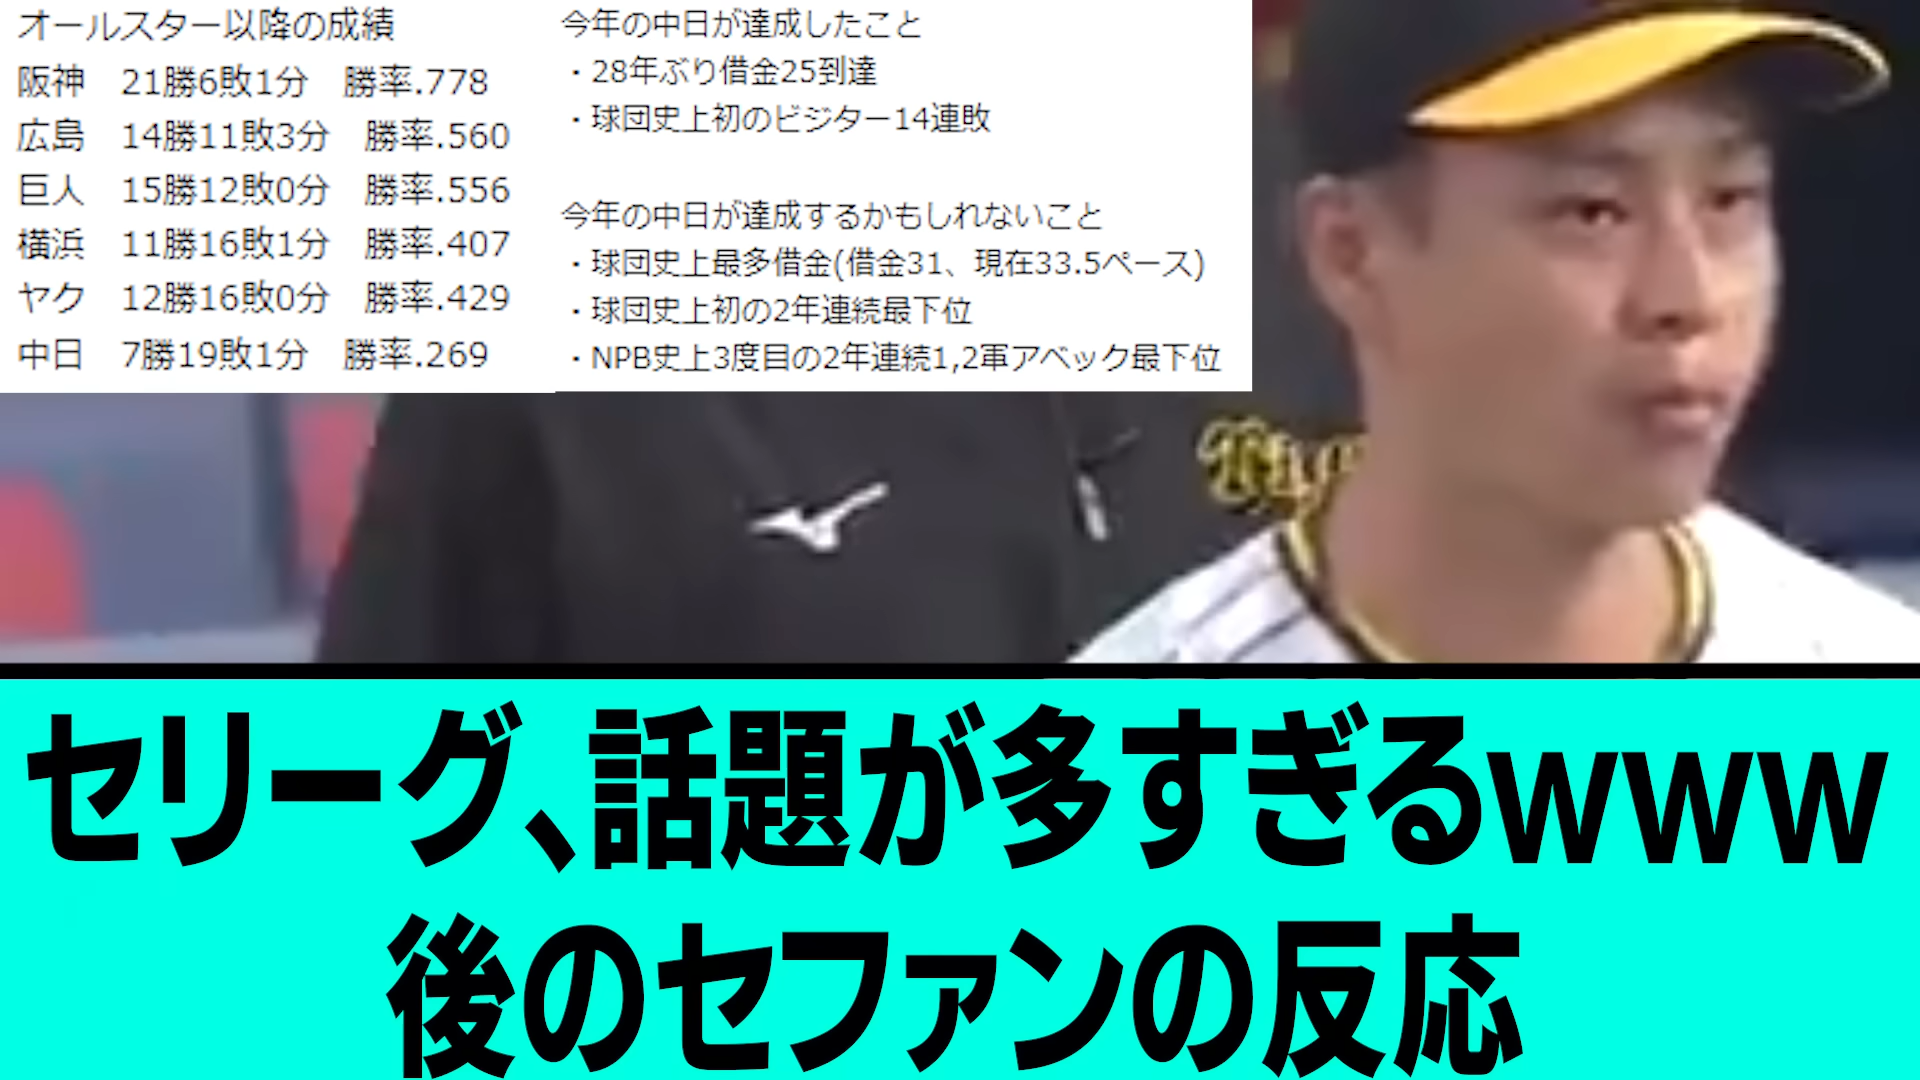 オールスター以降の成績
阪神 21勝6敗1分 勝率.778
広島 14勝11敗3分 勝率.560
巨人 15勝12敗0分 勝率.556
横浜 11勝16敗1分 勝率.407
ヤク 12勝16敗0分 勝率.429
中日 7勝19敗1分 勝率.269
今年の中日が達成したこと
・28年ぶり借金25到達
・球団史上初のビジター14連敗
今年の中日が達成するかもしれないこと
・球団史上最多借金(借金31、現在33.5ペース)
・球団史上初の2年連続最下位
・NPB史上3度目の2年連続1,2軍アベック最下位
セリーグ、話題が多すぎるwww
後のセファンの反応